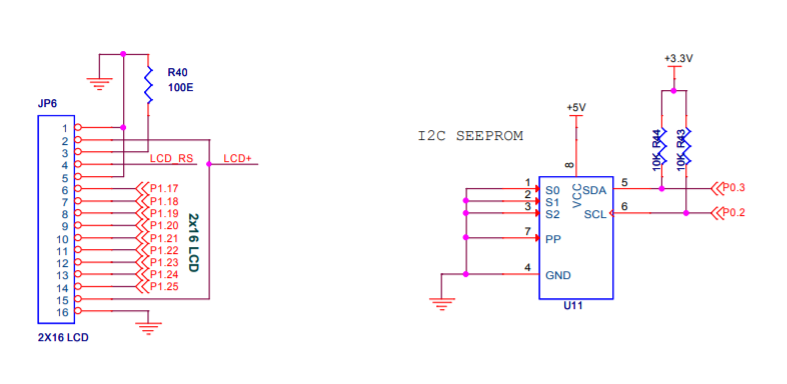 R40
100E
JP6
1
2
3
4
5
6
7
8
9
10
11
12
13
14
15
16
LCD_RS
LCD+
P1.17
P1.18
P1.19
P1.20
P1.21
P1.22
P1.23
P1.24
P1.25
2x16 LCD
2X16 LCD
I2C SEEPROM
+5V
+3.3V
10K R44
10K R43
8
VCC
1 S0
2 S1
3 S2
7 PP
4 GND
SDA 5
SCL 6
P0.3
P0.2
U11